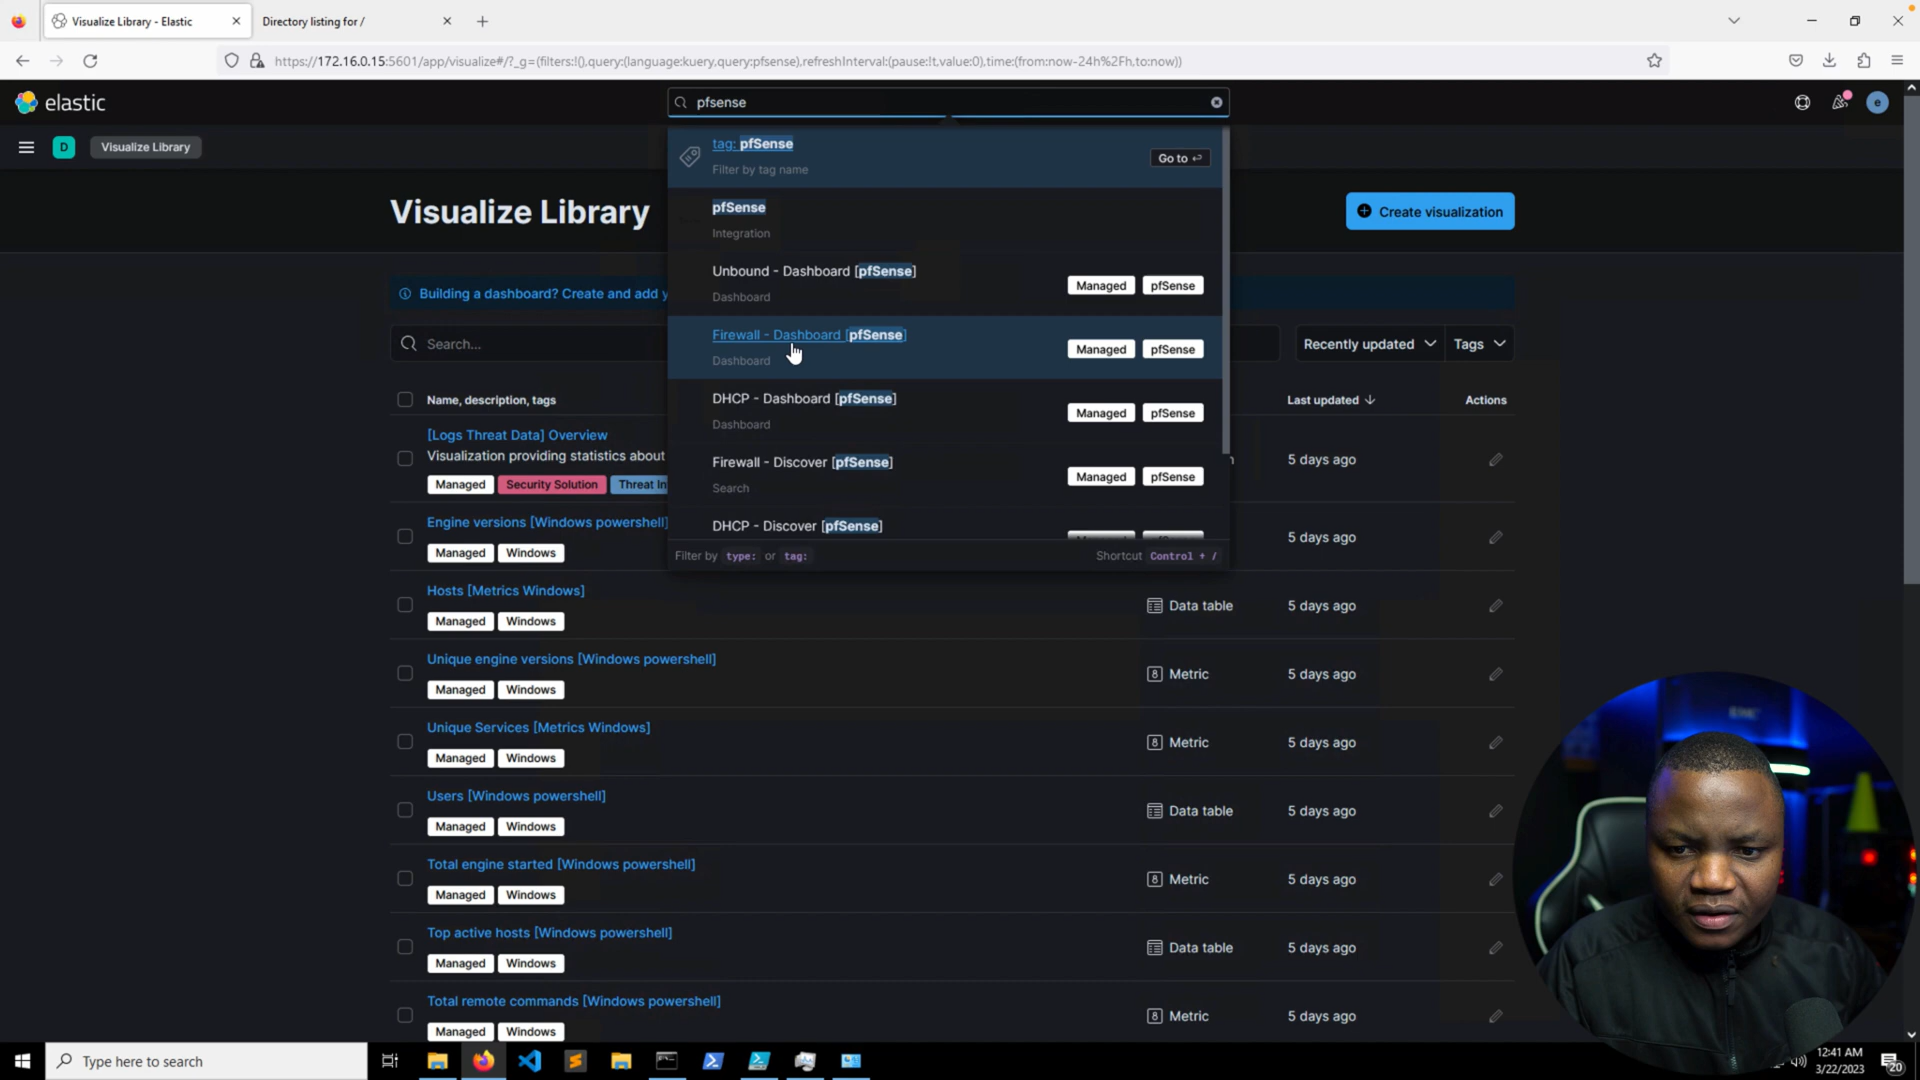 Visualize Library - Elastic
Directory listing for /
https://172.16.0.15:5601/app/visualize#/?_g=(filters:!(),query:(language:kuery,query:pfsense),refreshInterval:(pause:!t,value:0),time:(from:now-24h%2Fh,to:now))
elastic
pfsense
e
D
Visualize Library
tag: pfSense
Filter by tag name
Go to
Visualize Library
Create visualization
pfSense
Integration
Unbound - Dashboard [pfSense]
Dashboard
Managed
pfSense
Building a dashboard? Create and add y
Search...
Firewall - Dashboard [pfSense]
Dashboard
Managed
pfSense
Recently updated
Tags
DHCP - Dashboard [pfSense]
Dashboard
Managed
pfSense
Name, description, tags
Last updated
Actions
Firewall - Discover [pfSense]
Search
Managed
pfSense
[Logs Threat Data] Overview
Visualization providing statistics about
Managed
Security Solution
Threat In
5 days ago
DHCP - Discover [pfSense]
Filter by type: or tag:
Shortcut Control + /
Engine versions [Windows powershell]
Managed
Windows
5 days ago
Hosts [Metrics Windows]
Managed
Windows
Data table
5 days ago
Unique engine versions [Windows powershell]
Managed
Windows
8 Metric
5 days ago
Unique Services [Metrics Windows]
Managed
Windows
8 Metric
5 days ago
Users [Windows powershell]
Managed
Windows
Data table
5 days ago
Total engine started [Windows powershell]
Managed
Windows
8 Metric
5 days ago
Top active hosts [Windows powershell]
Managed
Windows
Data table
5 days ago
Total remote commands [Windows powershell]
Managed
Windows
8 Metric
5 days ago
Type here to search
12:41 AM
3/22/2023
20